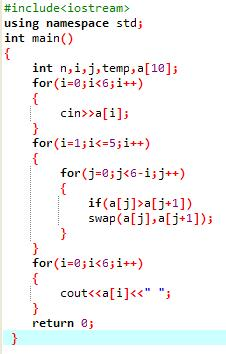 #include<iostream>
using namespace std;
int main()
{
    int n,i,j,temp,a[10];
    for(i=0;i<6;i++)
    {
        cin>>a[i];
    }
    for(i=1;i<=5;i++)
    {
        for(j=0;j<6-i;j++)
        {
            if(a[j]>a[j+1])
            swap(a[j],a[j+1]);
        }
    }
    for(i=0;i<6;i++)
    {
        cout<<a[i]<<" ";
    }
    return 0;
}